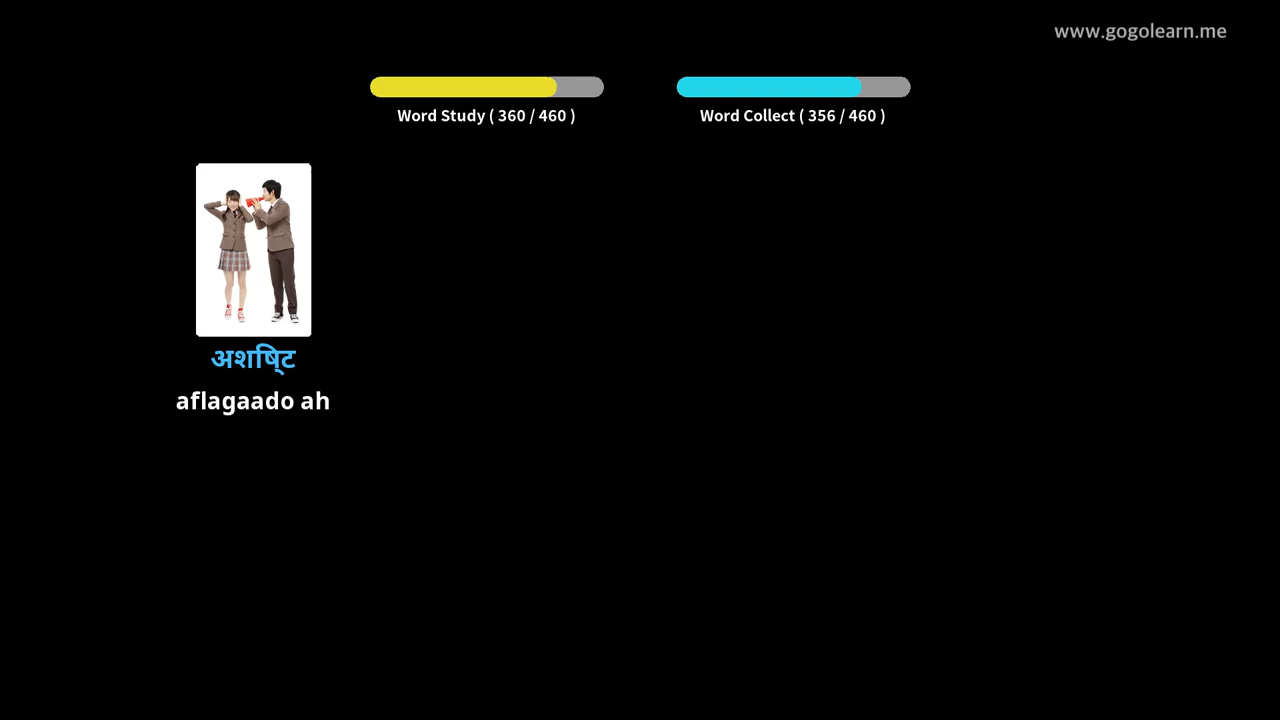 www.gogolearn.me
Word Study ( 360 / 460 )
Word Collect ( 356 / 460 )
अशिष्ट
aflagaado ah